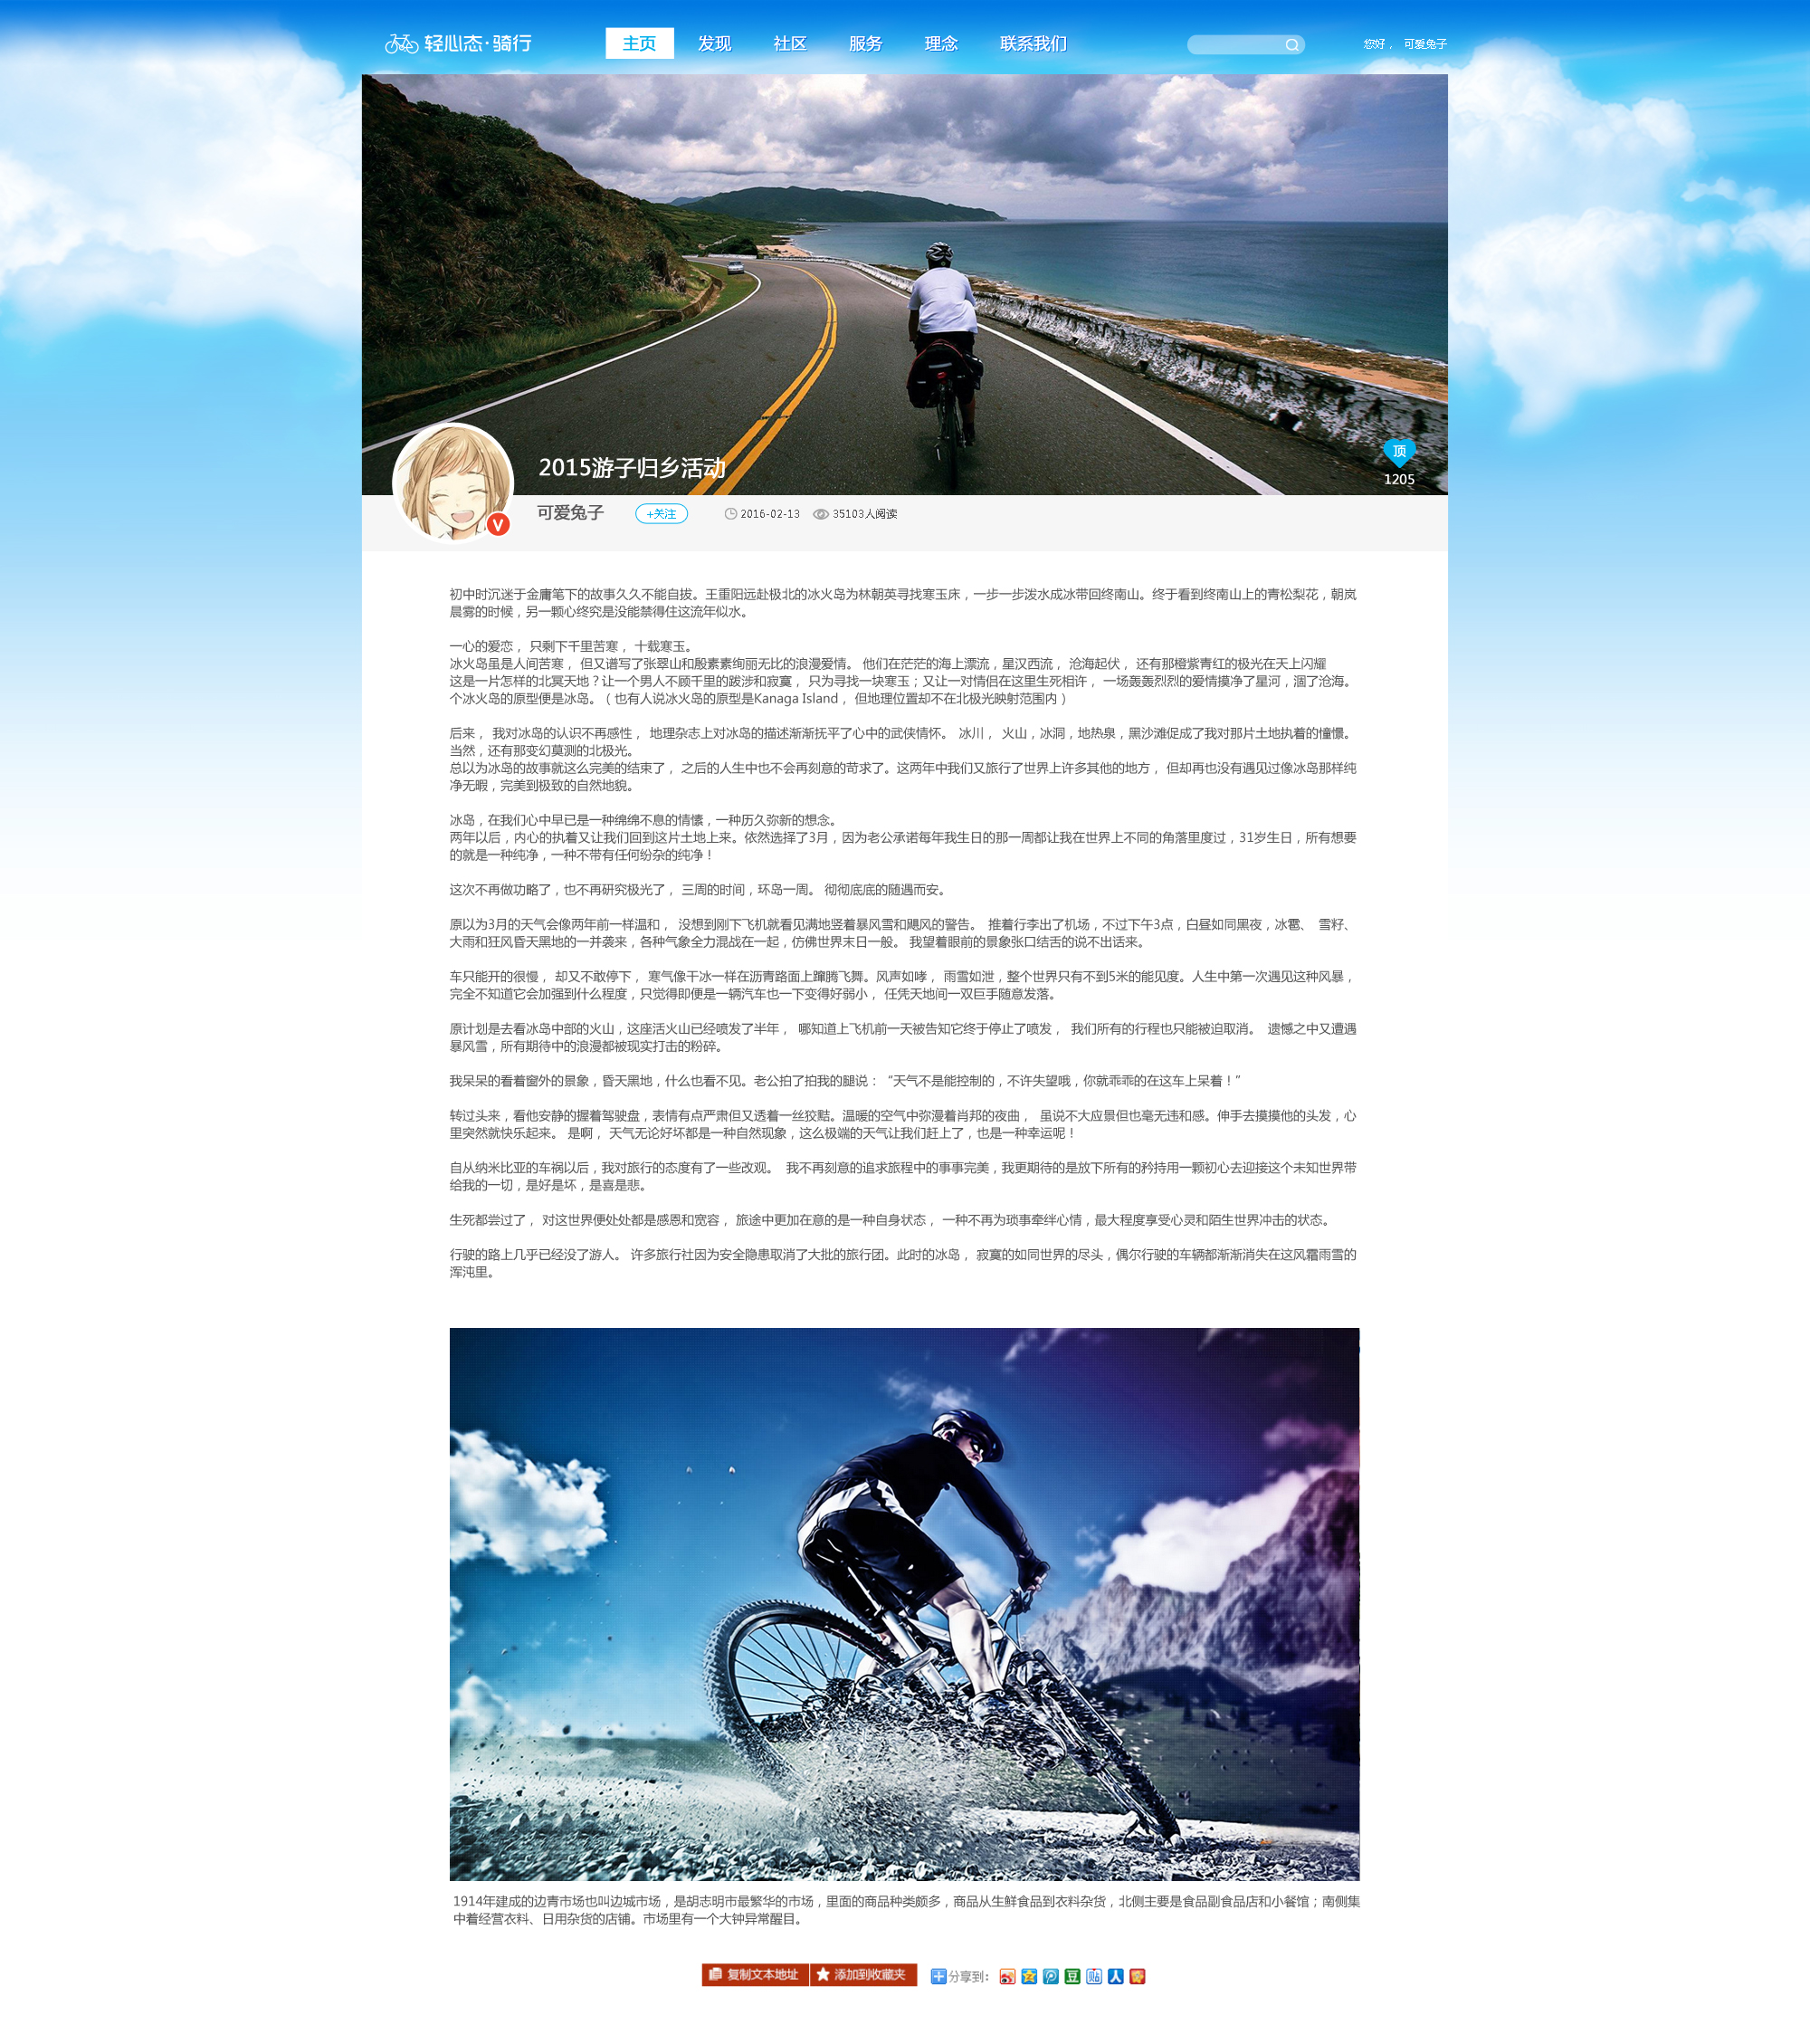 轻心态·骑行
主页 发现 社区 服务 理念 联系我们
您好， 可爱兔子
顶
2015游子归乡活动
1205
V
可爱兔子 +关注 2016-02-13 35103人阅读
初中时沉迷于金庸笔下的故事久久不能自拔。王重阳远赴极北的冰火岛为林朝英寻找寒玉床，一步一步泼水成冰带回终南山。终于看到终南山上的青松梨花，朝岚
晨雾的时候，另一颗心终究是没能禁得住这流年似水。
一心的爱恋， 只剩下千里苦寒， 十载寒玉。
冰火岛虽是人间苦寒， 但又谱写了张翠山和殷素素绚丽无比的浪漫爱情。 他们在茫茫的海上漂流，星汉西流， 沧海起伏， 还有那橙紫青红的极光在天上闪耀
这是一片怎样的北冥天地？让一个男人不顾千里的跋涉和寂寞， 只为寻找一块寒玉；又让一对情侣在这里生死相许， 一场轰轰烈烈的爱情摸净了星河，涸了沧海。
个冰火岛的原型便是冰岛。（ 也有人说冰火岛的原型是Kanaga Island， 但地理位置却不在北极光映射范围内 ）
后来， 我对冰岛的认识不再感性， 地理杂志上对冰岛的描述渐渐抚平了心中的武侠情怀。 冰川， 火山，冰洞，地热泉，黑沙滩促成了我对那片土地执着的憧憬。
当然，还有那变幻莫测的北极光。
总以为冰岛的故事就这么完美的结束了， 之后的人生中也不会再刻意的苛求了。这两年中我们又旅行了世界上许多其他的地方， 但却再也没有遇见过像冰岛那样纯
净无暇，完美到极致的自然地貌。
冰岛，在我们心中早已是一种绵绵不息的情愫，一种历久弥新的想念。
两年以后，内心的执着又让我们回到这片土地上来。依然选择了3月，因为老公承诺每年我生日的那一周都让我在世界上不同的角落里度过，31岁生日，所有想要
的就是一种纯净，一种不带有任何纷杂的纯净！
这次不再做功略了，也不再研究极光了， 三周的时间，环岛一周。 彻彻底底的随遇而安。
原以为3月的天气会像两年前一样温和， 没想到刚下飞机就看见满地竖着暴风雪和飓风的警告。 推着行李出了机场，不过下午3点，白昼如同黑夜，冰雹、 雪籽、
大雨和狂风昏天黑地的一并袭来，各种气象全力混战在一起，仿佛世界末日一般。 我望着眼前的景象张口结舌的说不出话来。
车只能开的很慢， 却又不敢停下， 寒气像干冰一样在沥青路面上蹿腾飞舞。风声如哮， 雨雪如泄，整个世界只有不到5米的能见度。人生中第一次遇见这种风暴，
完全不知道它会加强到什么程度，只觉得即便是一辆汽车也一下变得好弱小， 任凭天地间一双巨手随意发落。
原计划是去看冰岛中部的火山，这座活火山已经喷发了半年， 哪知道上飞机前一天被告知它终于停止了喷发， 我们所有的行程也只能被迫取消。 遗憾之中又遭遇
暴风雪，所有期待中的浪漫都被现实打击的粉碎。
我呆呆的看着窗外的景象，昏天黑地，什么也看不见。老公拍了拍我的腿说： “天气不是能控制的，不许失望哦，你就乖乖的在这车上呆着！”
转过头来，看他安静的握着驾驶盘，表情有点严肃但又透着一丝狡黠。温暖的空气中弥漫着肖邦的夜曲， 虽说不大应景但也毫无违和感。伸手去摸摸他的头发，心
里突然就快乐起来。 是啊， 天气无论好坏都是一种自然现象，这么极端的天气让我们赶上了，也是一种幸运呢！
自从纳米比亚的车祸以后，我对旅行的态度有了一些改观。 我不再刻意的追求旅程中的事事完美，我更期待的是放下所有的矜持用一颗初心去迎接这个未知世界带
给我的一切，是好是坏，是喜是悲。
生死都尝过了， 对这世界便处处都是感恩和宽容， 旅途中更加在意的是一种自身状态， 一种不再为琐事牵绊心情，最大程度享受心灵和陌生世界冲击的状态。
行驶的路上几乎已经没了游人。 许多旅行社因为安全隐患取消了大批的旅行团。此时的冰岛， 寂寞的如同世界的尽头，偶尔行驶的车辆都渐渐消失在这风霜雨雪的
浑沌里。
1914年建成的边青市场也叫边城市场，是胡志明市最繁华的市场，里面的商品种类颇多，商品从生鲜食品到衣料杂货，北侧主要是食品副食品店和小餐馆；南侧集
中着经营衣料、日用杂货的店铺。市场里有一个大钟异常醒目。
复制文本地址 添加到收藏夹 分享到： 豆 贴 人